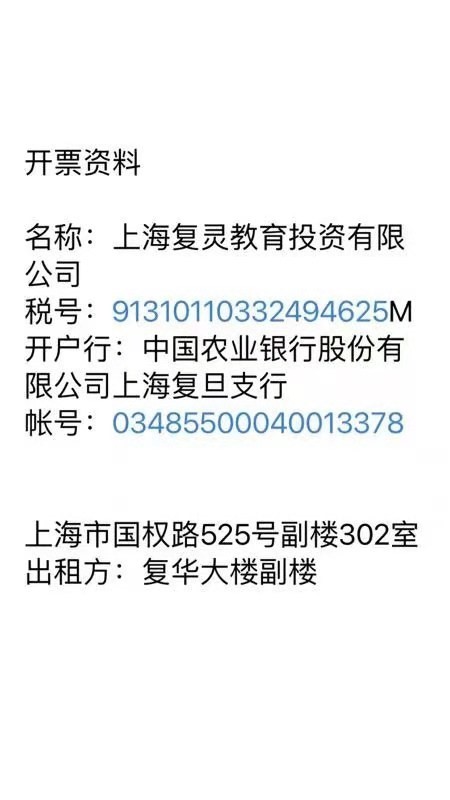 开票资料
名称：上海复灵教育投资有限
公司
税号：91310110332494625M
开户行：中国农业银行股份有
限公司上海复旦支行
帐号：03485500040013378
上海市国权路525号副楼302室
出租方：复华大楼副楼